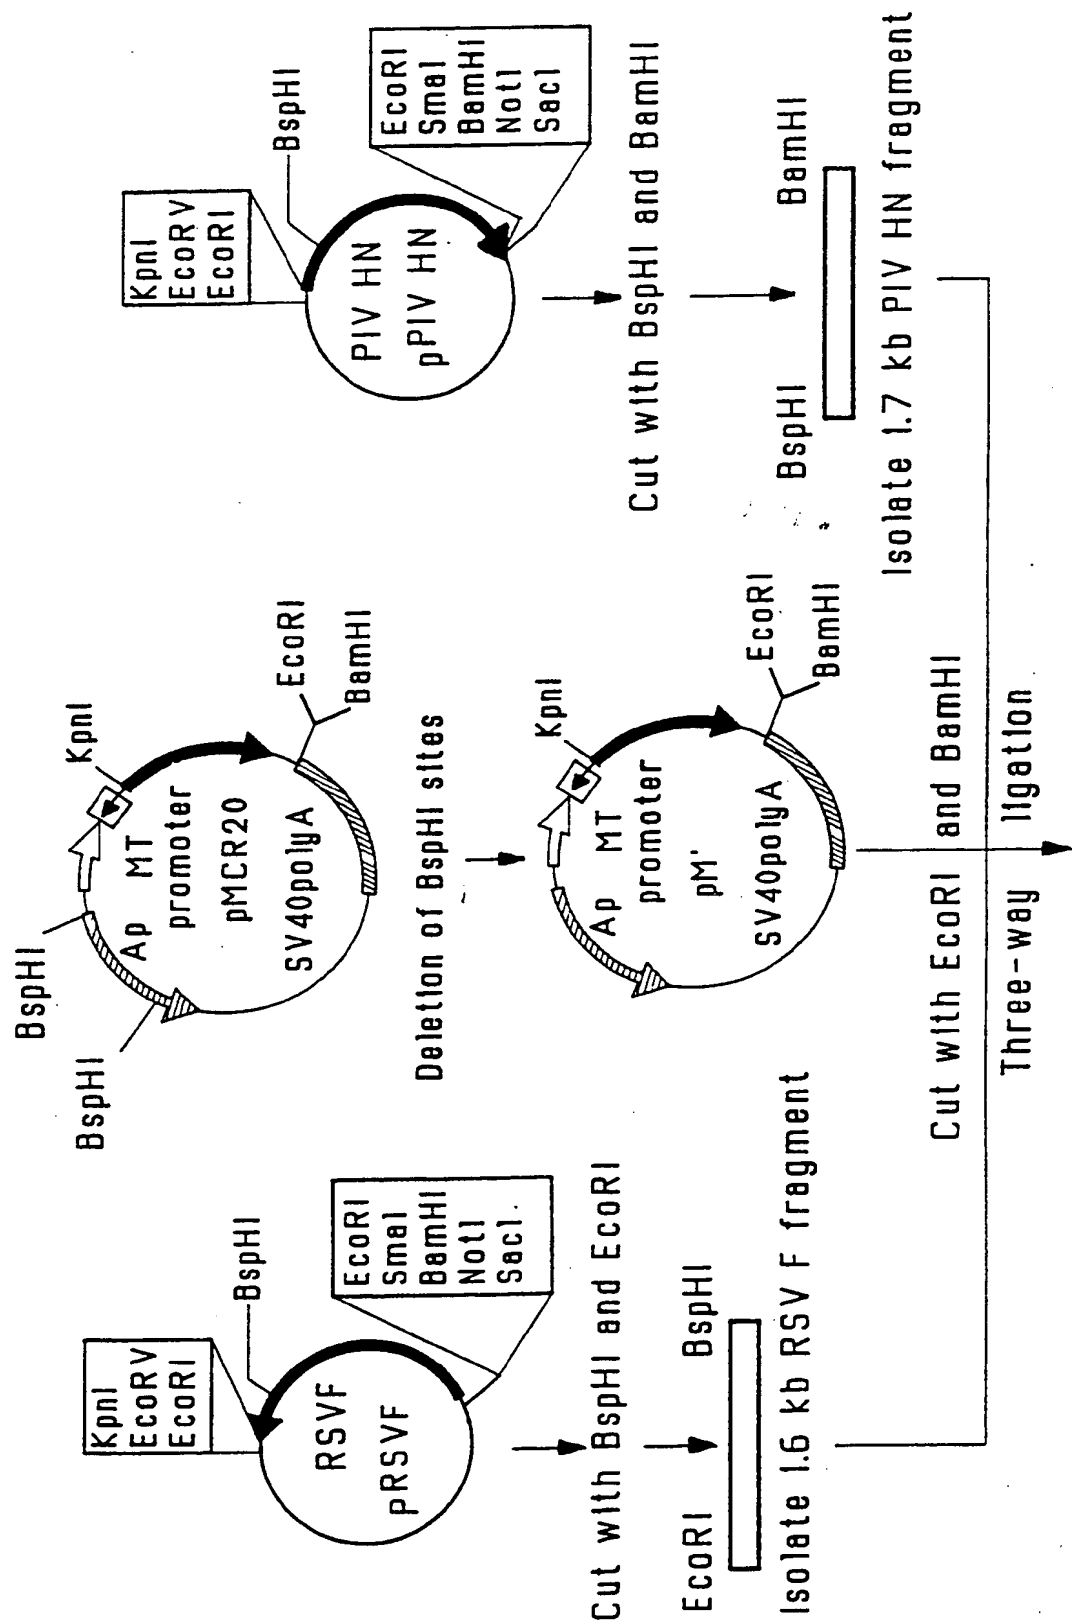 KpnI
EcoRV
EcoRI
BspHI
RSVF
pRSVF
EcoRI
SmaI
BamHI
NotI
SacI.
Cut with BspHI and EcoRI
EcoRI
BspHI
Isolate 1.6 kb RSV F fragment
BspHI
BspHI
KpnI
Ap
MT
promoter
pMCR20
SV40polyA
EcoRI
BamHI
Deletion of BspHI sites
KpnI
Ap
MT
promoter
pM'
SV40polyA
EcoRI
BamHI
Cut with EcoRI and BamHI
KpnI
EcoRV
EcoRI
BspHI
PIV HN
pPIV HN
EcoRI
SmaI
BamHI
NotI
SacI
Cut with BspHI and BamHI
BspHI
BamHI
Isolate 1.7 kb PIV HN fragment
Three-way ligation